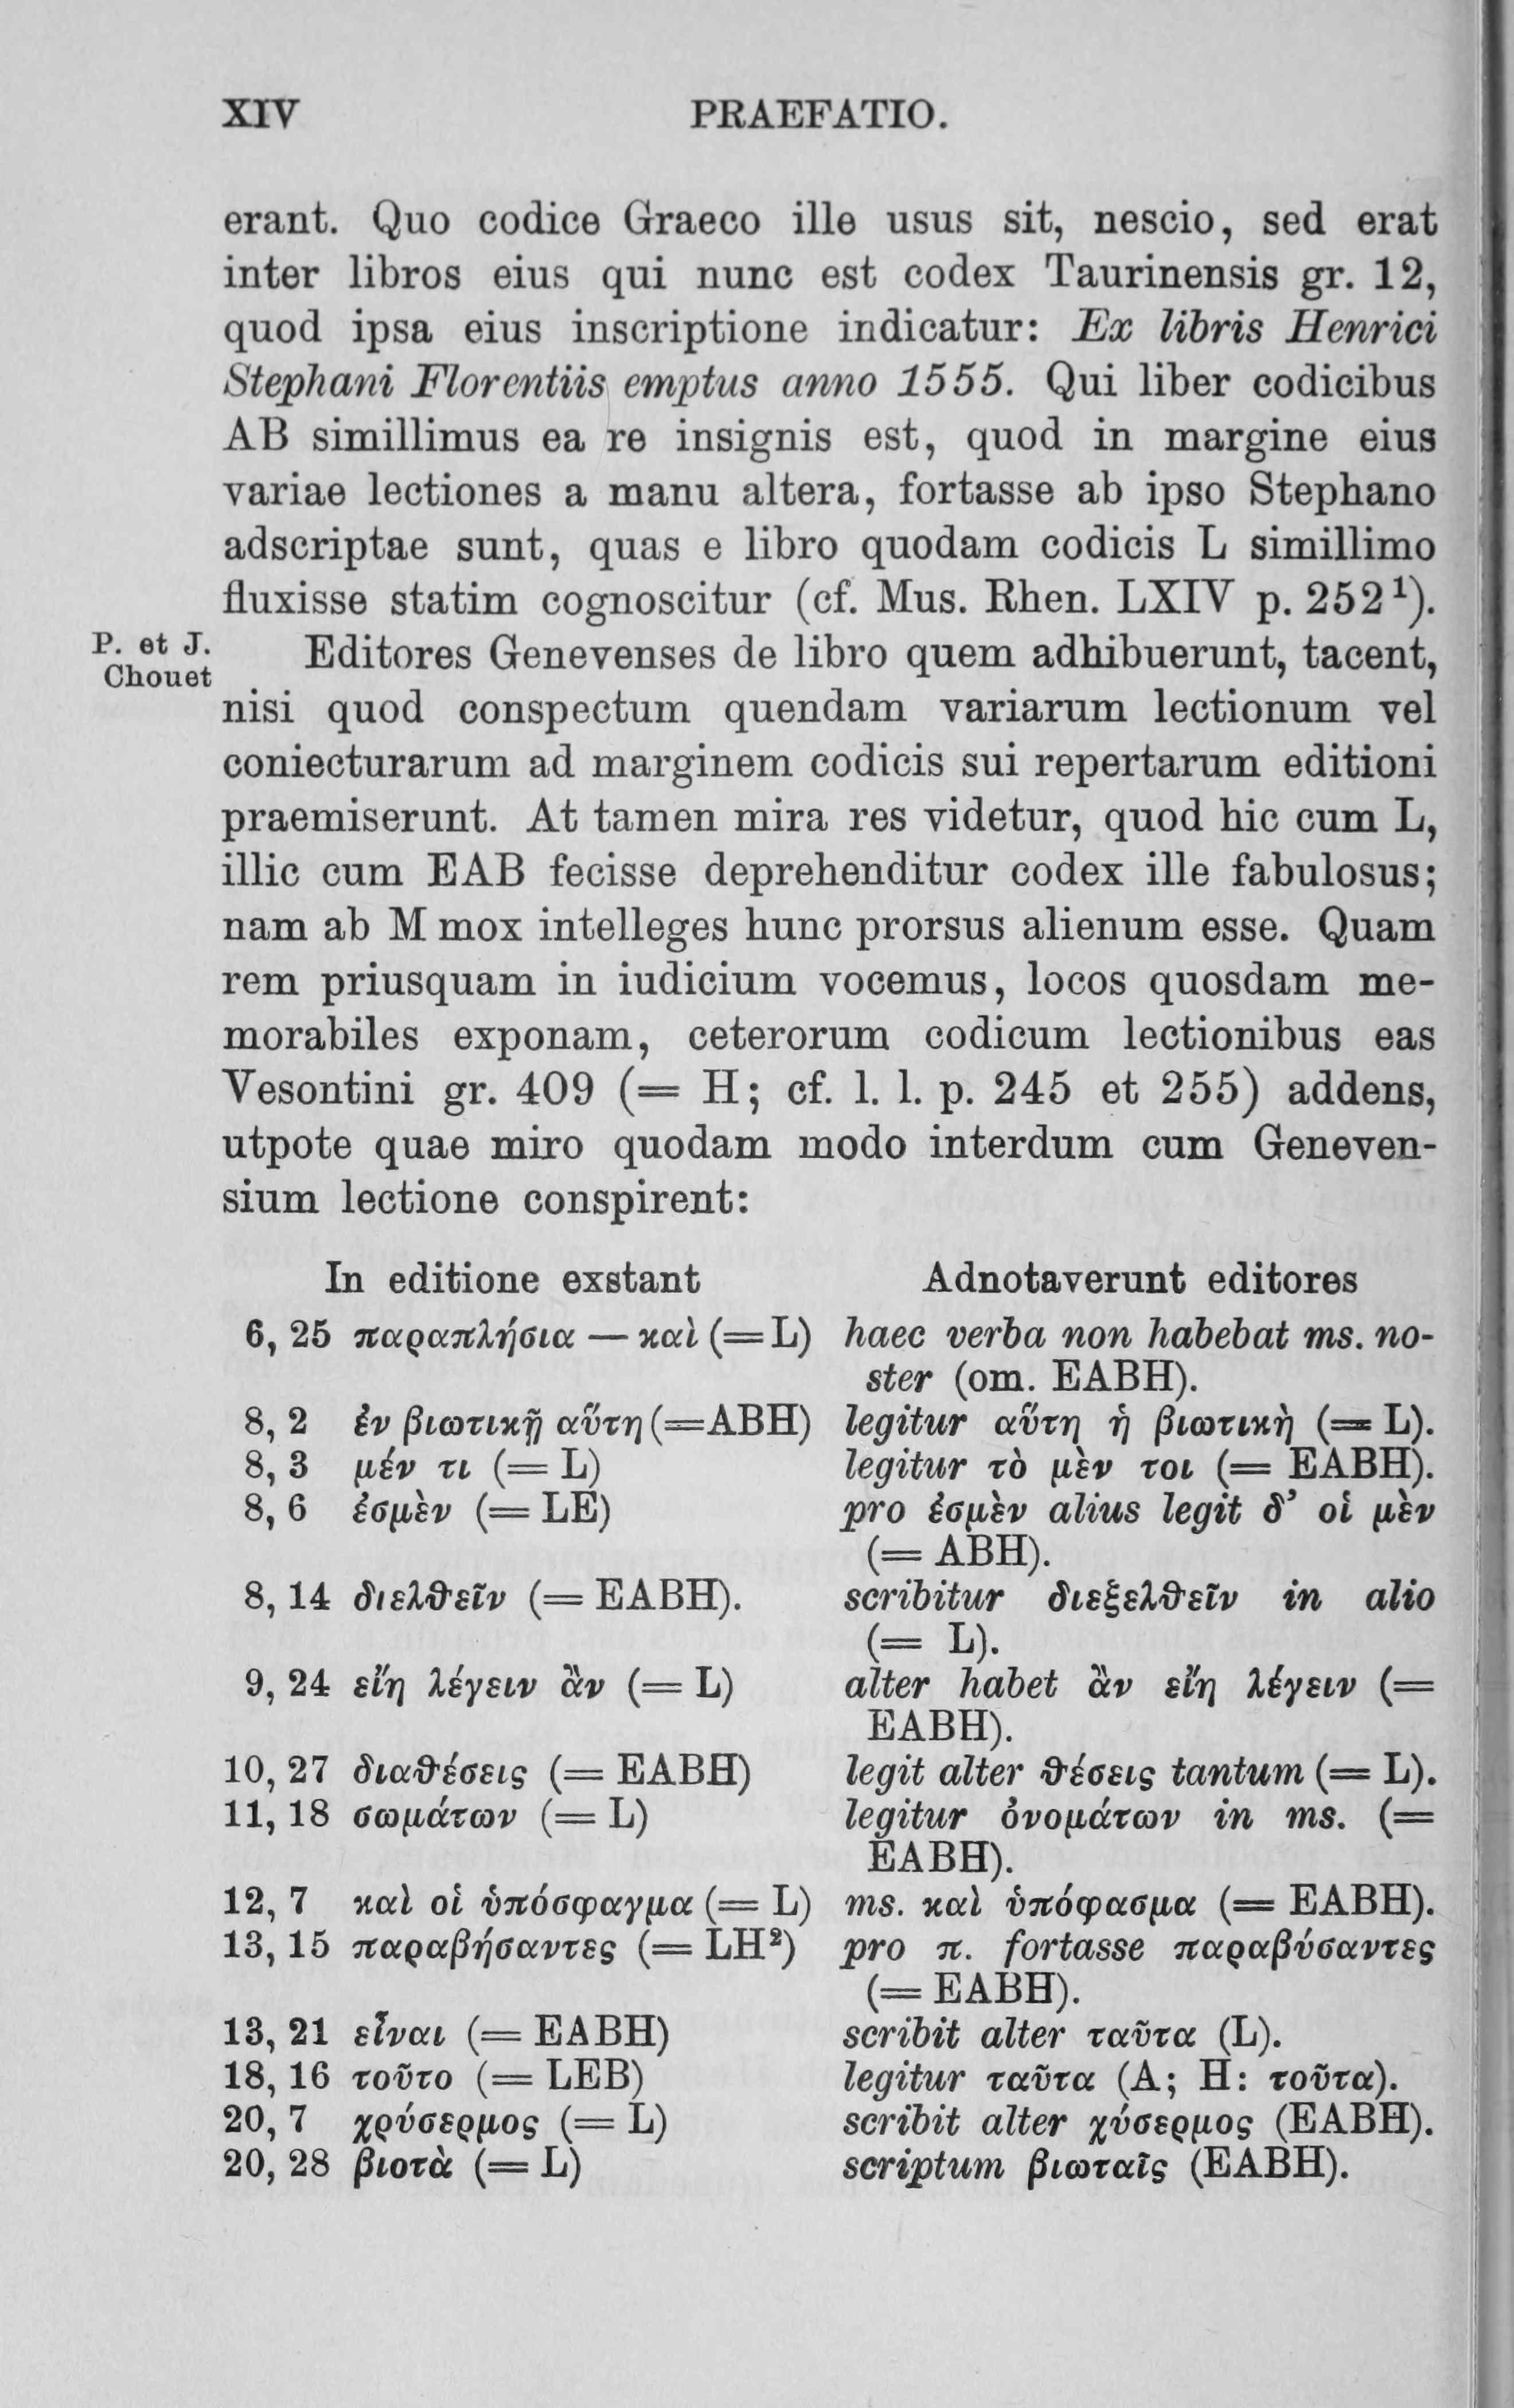 XIV PRAEFATIO.
erant. Quo codice Graeco ille usus sit, nescio, sed erat
inter libros eius qui nunc est codex Taurinensis gr. 12,
quod ipsa eius inscriptione indicatur: Ex libris Henrici
Stephani Florentiis emptus anno 1555. Qui liber codicibus
AB simillimus ea re insignis est, quod in margine eius
variae lectiones a manu altera, fortasse ab ipso Stephano
adscriptae sunt, quas e libro quodam codicis L simillimo
fluxisse statim cognoscitur (cf. Mus. Rhen. LXIV p. 252¹).
P. et J.
Chouet
Editores Genevenses de libro quem adhibuerunt, tacent,
nisi quod conspectum quendam variarum lectionum vel
coniecturarum ad marginem codicis sui repertarum editioni
praemiserunt. At tamen mira res videtur, quod hic cum L,
illic cum EAB fecisse deprehenditur codex ille fabulosus;
nam ab M mox intelleges hunc prorsus alienum esse. Quam
rem priusquam in iudicium vocemus, locos quosdam me-
morabiles exponam, ceterorum codicum lectionibus eas
Vesontini gr. 409 (= H; cf. l. l. p. 245 et 255) addens,
utpote quae miro quodam modo interdum cum Geneven-
sium lectione conspirent:
In editione exstant Adnotaverunt editores
6, 25 παραπλήσια — καὶ (= L) haec verba non habebat ms. no-
ster (om. EABH).
8, 2 ἐν βιωτικῇ αὕτη (= ABH) legitur αὕτη ἡ βιωτικὴ (= L).
8, 3 μέν τι (= L) legitur τὸ μὲν τοι (= EABH).
8, 6 ἐσμὲν (= LE) pro ἐσμὲν alius legit δ’ οἱ μὲν
(= ABH).
8, 14 διελθεῖν (= EABH). scribitur διεξελθεῖν in alio
(= L).
9, 24 εἴη λέγειν ἂν (= L) alter habet ἂν εἴη λέγειν (=
EABH).
10, 27 διαθέσεις (= EABH) legit alter θέσεις tantum (= L).
11, 18 σωμάτων (= L) legitur ὀνομάτων in ms. (=
EABH).
12, 7 καὶ οἱ ὑπόσφαγμα (= L) ms. καὶ ὑπόφασμα (= EABH).
13, 15 παραβήσαντες (= LH²) pro π. fortasse παραβύσαντες
(= EABH).
13, 21 εἶναι (= EABH) scribit alter ταῦτα (L).
18, 16 τοῦτο (= LEB) legitur ταῦτα (A; H: τοῦτα).
20, 7 χρύσερμος (= L) scribit alter χύσερμος (EABH).
20, 28 βιοτὰ (= L) scriptum βιωταῖς (EABH).